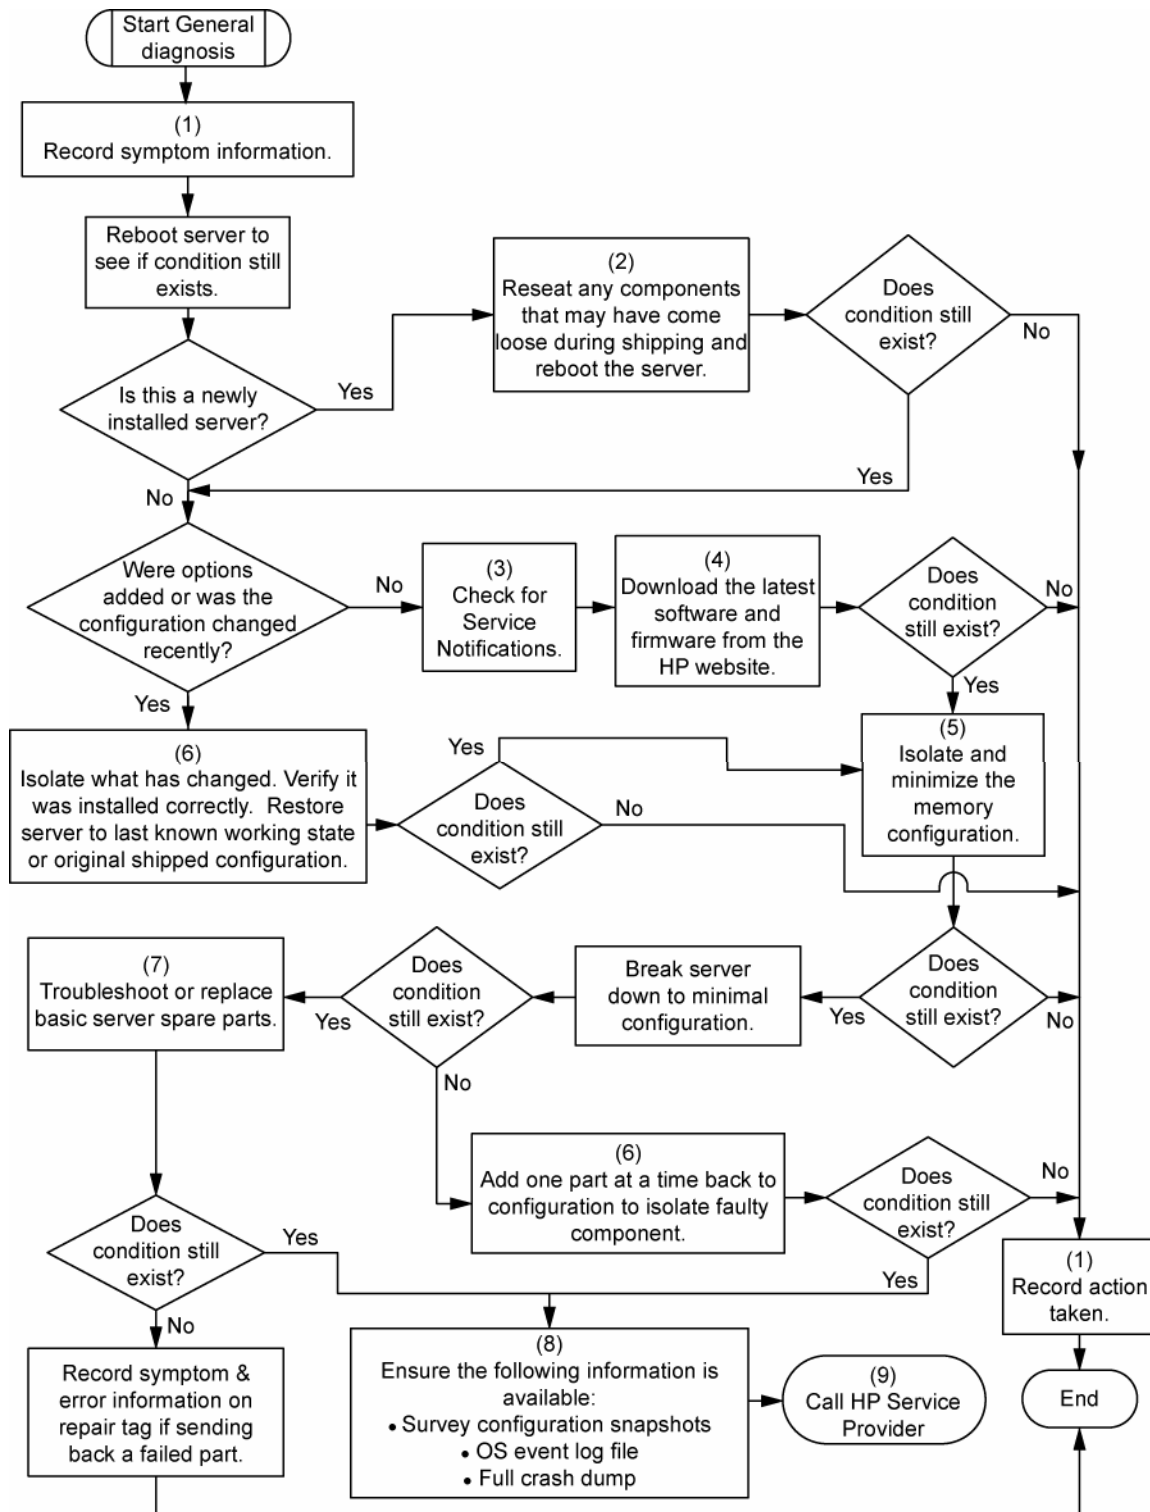 Start General
diagnosis
(1)
Record symptom information.
Reboot server to
see if condition still
exists.
Is this a newly
installed server?
Yes
No
(2)
Reseat any components
that may have come
loose during shipping and
reboot the server.
Does
condition still
exist?
No
Yes
Were options
added or was the
configuration changed
recently?
No
Yes
(3)
Check for
Service
Notifications.
(4)
Download the latest
software and
firmware from the
HP website.
Does
condition
still exist?
No
Yes
(5)
Isolate and
minimize the
memory
configuration.
(6)
Isolate what has changed. Verify it
was installed correctly. Restore
server to last known working state
or original shipped configuration.
Does
condition still
exist?
Yes
No
Does
condition
still exist?
Yes
No
Break server
down to minimal
configuration.
Does
condition
still exist?
Yes
No
(7)
Troubleshoot or replace
basic server spare parts.
(6)
Add one part at a time back to
configuration to isolate faulty
component.
Does
condition still
exist?
No
Yes
Does
condition still
exist?
Yes
No
(1)
Record action
taken.
End
Record symptom &
error information on
repair tag if sending
back a failed part.
(8)
Ensure the following information is
available:
• Survey configuration snapshots
• OS event log file
• Full crash dump
(9)
Call HP Service
Provider